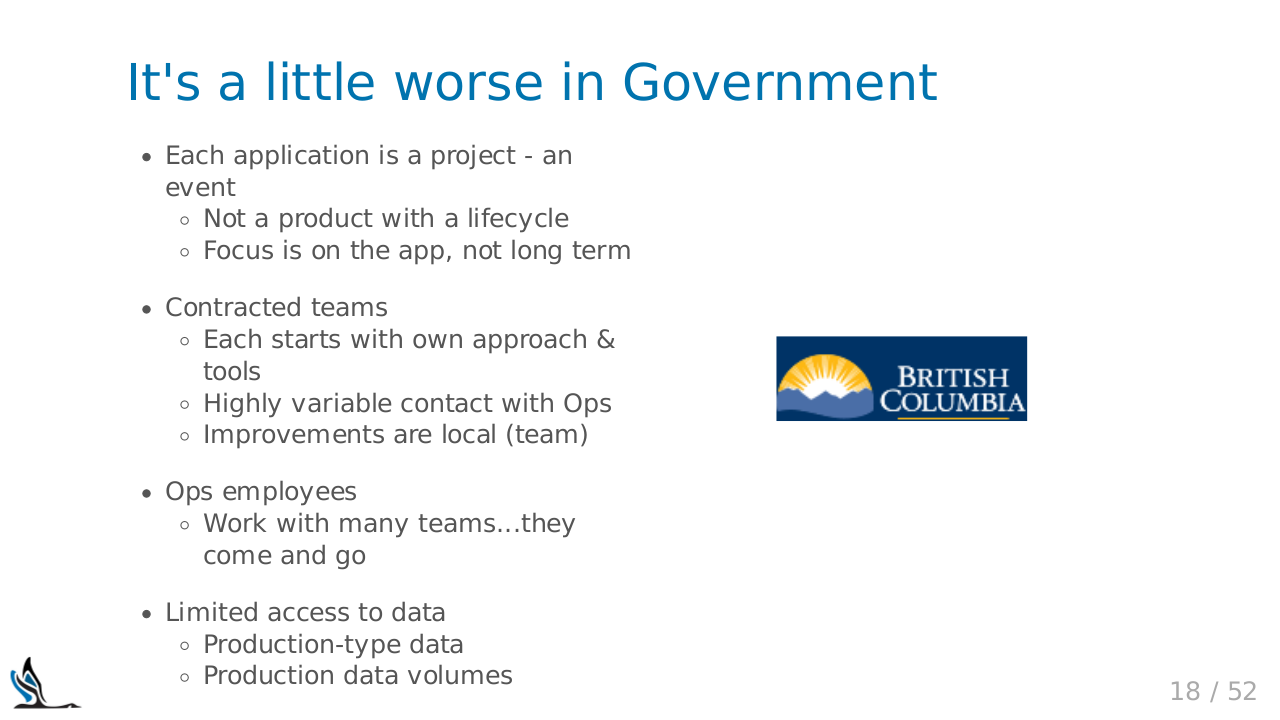 It's a little worse in Government
• Each application is a project - an
event
◦ Not a product with a lifecycle
◦ Focus is on the app, not long term
• Contracted teams
◦ Each starts with own approach &
tools
◦ Highly variable contact with Ops
◦ Improvements are local (team)
• Ops employees
◦ Work with many teams...they
come and go
• Limited access to data
◦ Production-type data
◦ Production data volumes
BRITISH
COLUMBIA
18 / 52